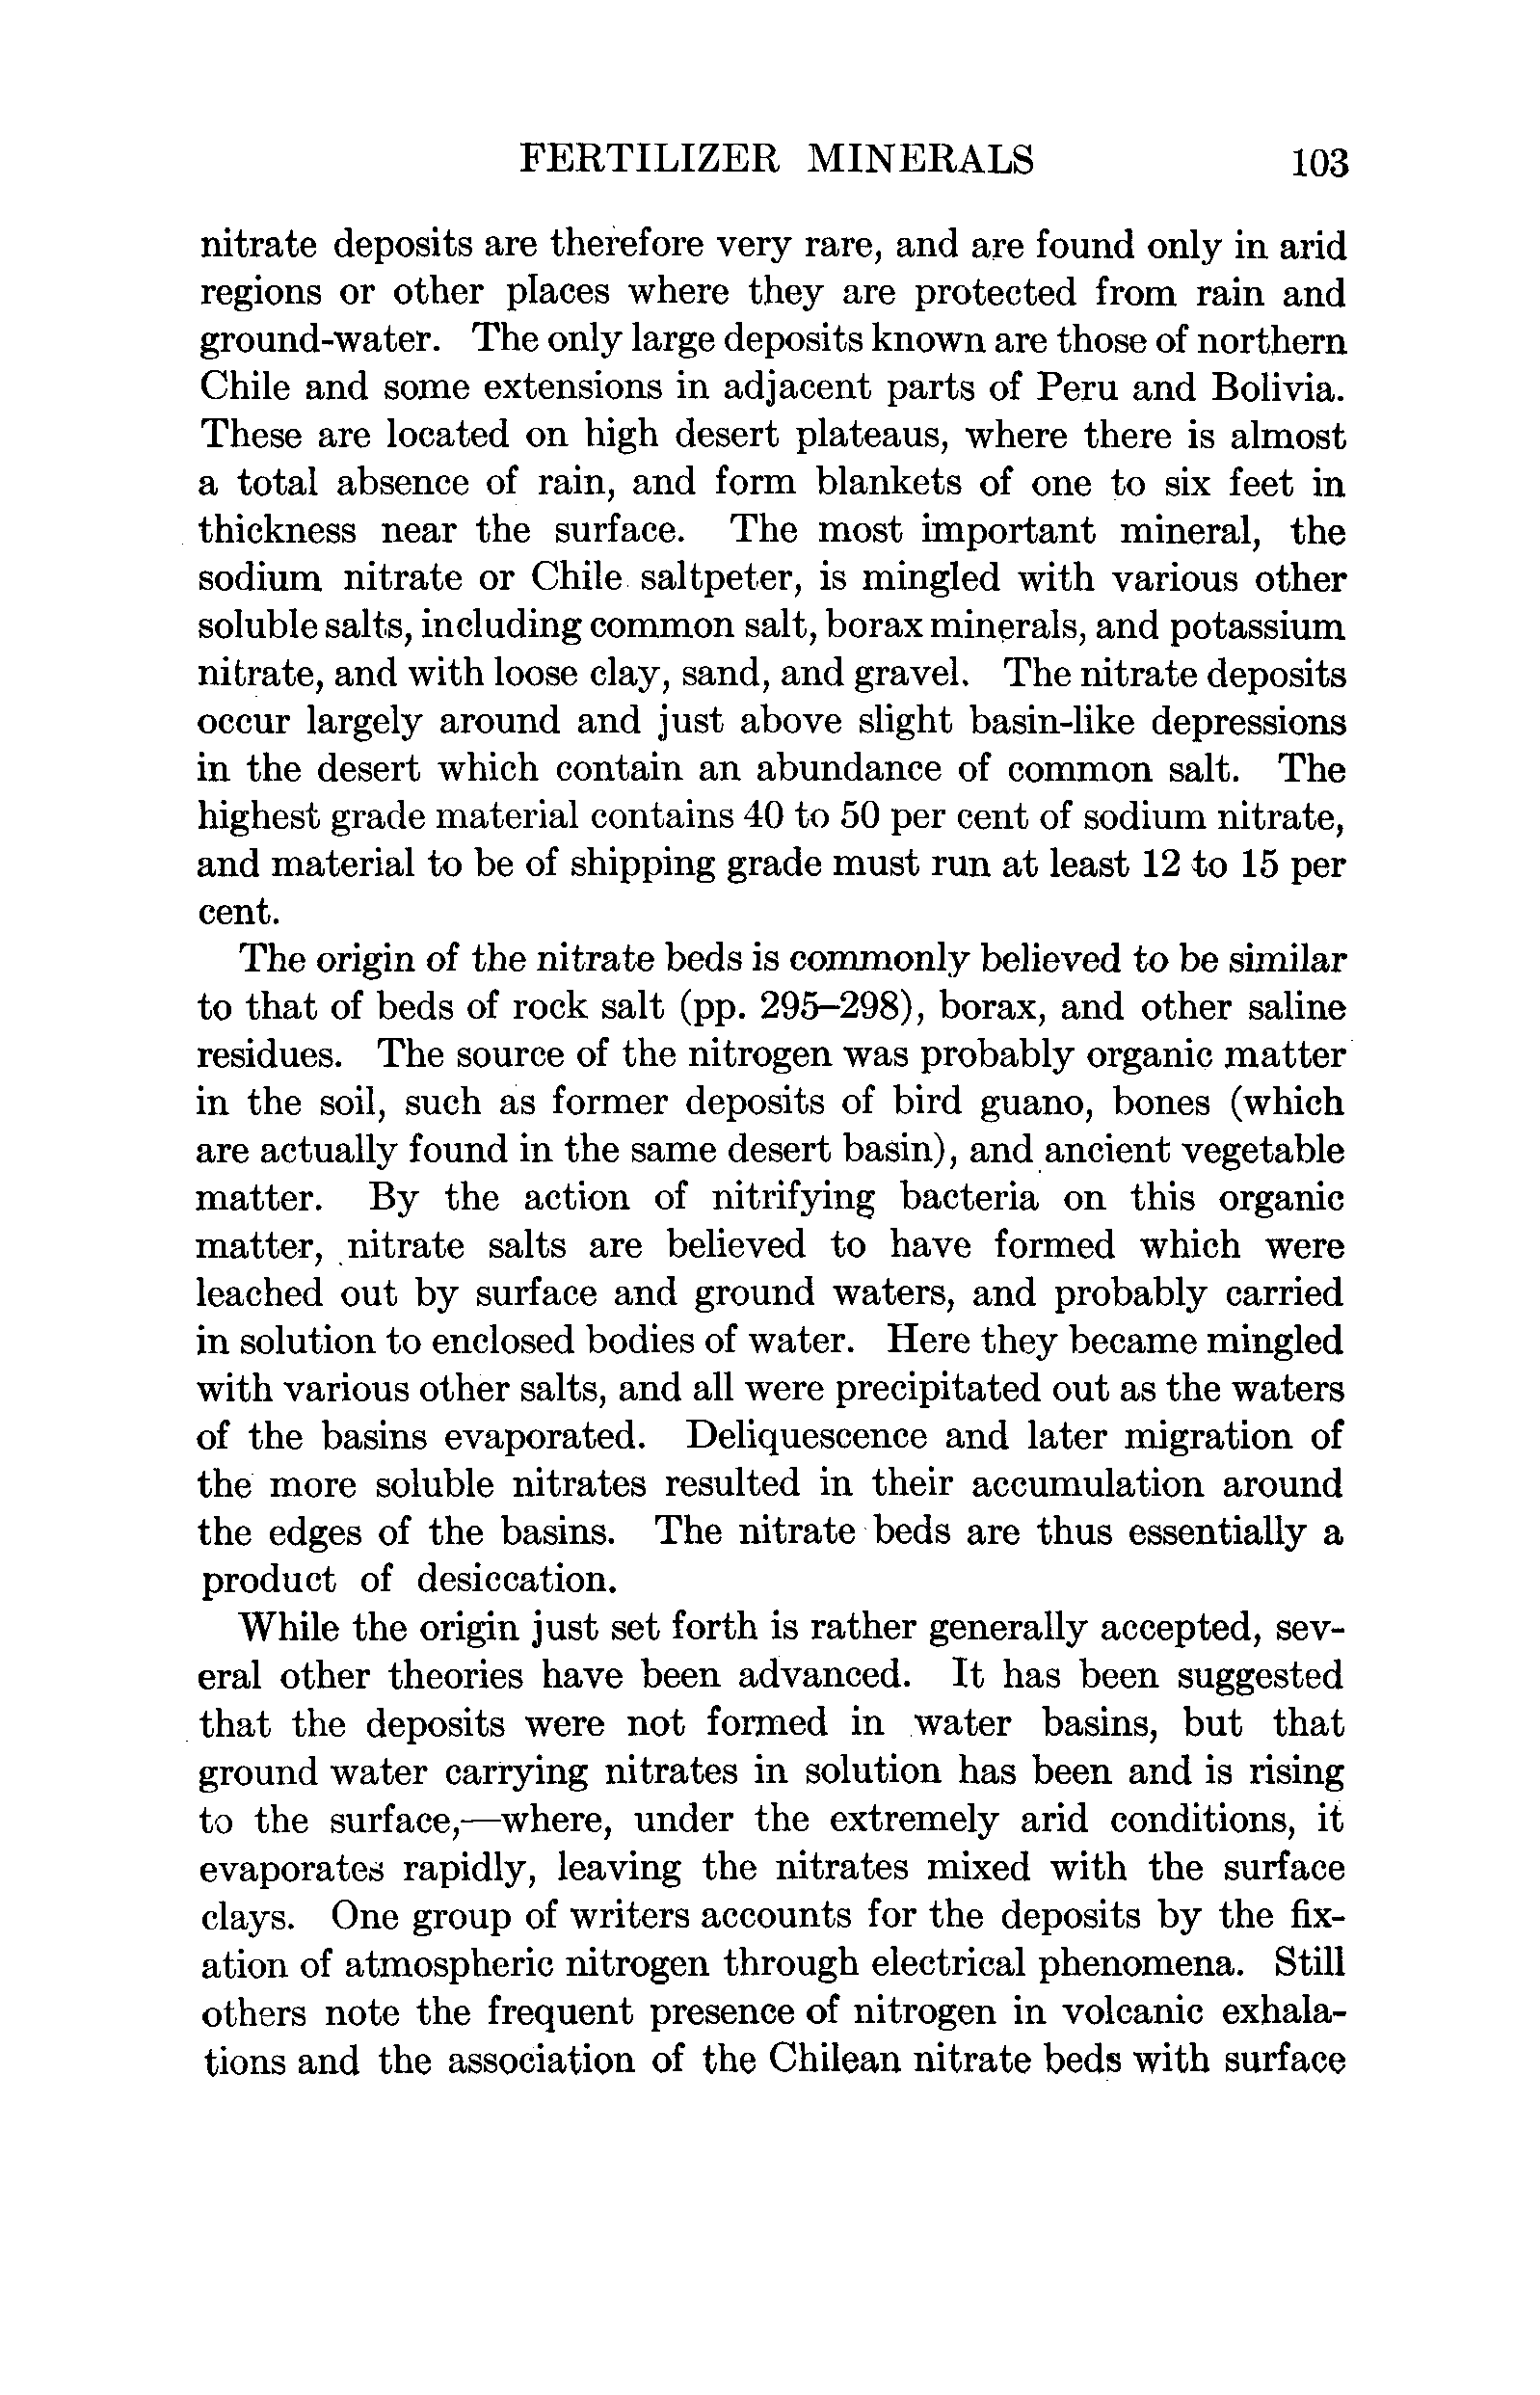 FERTILIZER MINERALS 103
nitrate deposits are therefore very rare, and are found only in arid
regions or other places where they are protected from rain and
ground-water. The only large deposits known are those of northern
Chile and some extensions in adjacent parts of Peru and Bolivia.
These are located on high desert plateaus, where there is almost
a total absence of rain, and form blankets of one to six feet in
thickness near the surface. The most important mineral, the
sodium nitrate or Chile saltpeter, is mingled with various other
soluble salts, including common salt, borax minerals, and potassium
nitrate, and with loose clay, sand, and gravel. The nitrate deposits
occur largely around and just above slight basin-like depressions
in the desert which contain an abundance of common salt. The
highest grade material contains 40 to 50 per cent of sodium nitrate,
and material to be of shipping grade must run at least 12 to 15 per
cent.
The origin of the nitrate beds is commonly believed to be similar
to that of beds of rock salt (pp. 295–298), borax, and other saline
residues. The source of the nitrogen was probably organic matter
in the soil, such as former deposits of bird guano, bones (which
are actually found in the same desert basin), and ancient vegetable
matter. By the action of nitrifying bacteria on this organic
matter, nitrate salts are believed to have formed which were
leached out by surface and ground waters, and probably carried
in solution to enclosed bodies of water. Here they became mingled
with various other salts, and all were precipitated out as the waters
of the basins evaporated. Deliquescence and later migration of
the more soluble nitrates resulted in their accumulation around
the edges of the basins. The nitrate beds are thus essentially a
product of desiccation.
While the origin just set forth is rather generally accepted, sev-
eral other theories have been advanced. It has been suggested
that the deposits were not formed in water basins, but that
ground water carrying nitrates in solution has been and is rising
to the surface,—where, under the extremely arid conditions, it
evaporates rapidly, leaving the nitrates mixed with the surface
clays. One group of writers accounts for the deposits by the fix-
ation of atmospheric nitrogen through electrical phenomena. Still
others note the frequent presence of nitrogen in volcanic exhala-
tions and the association of the Chilean nitrate beds with surface